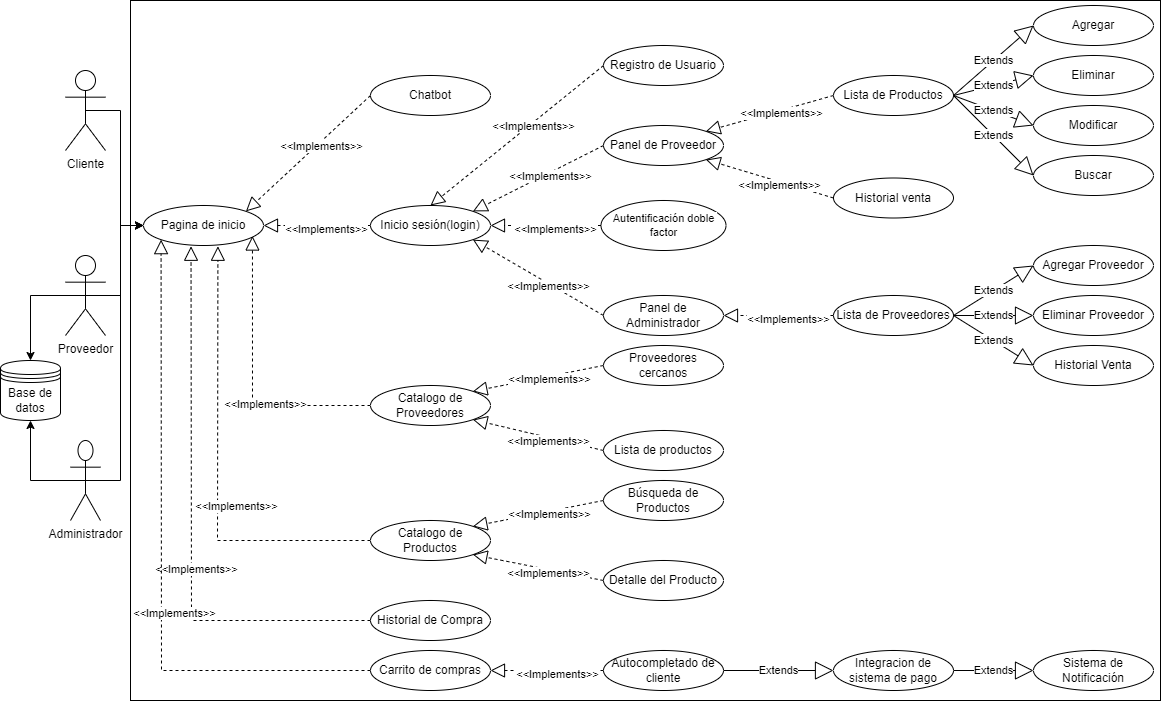 Agregar
Registro de Usuario
Extends
Eliminar
Chatbot
Lista de Productos
Extends
<<Implements>>
Extends
Modificar
<<Implements>>
Extends
<<Implements>>
Panel de Proveedor
Cliente
Buscar
<<Implements>>
<<Implements>>
Historial venta
Pagina de inicio
<<Implements>>
Inicio sesión(login)
<<Implements>>
Autentificación doble
factor
Agregar Proveedor
Proveedor
<<Implements>>
Extends
Panel de
Administrador
<<Implements>>
Lista de Proveedores
Extends
Eliminar Proveedor
Extends
Base de
datos
Proveedores
cercanos
Historial Venta
<<Implements>>
<<Implements>>
Catalogo de
Proveedores
<<Implements>>
Lista de productos
Búsqueda de
Productos
<<Implements>>
<<Implements>>
Administrador
Catalogo de
Productos
<<Implements>>
<<Implements>>
Detalle del Producto
<<Implements>>
Historial de Compra
Carrito de compras
<<Implements>>
Autocompletado de
cliente
Extends
Integracion de
sistema de pago
Extends
Sistema de
Notificación